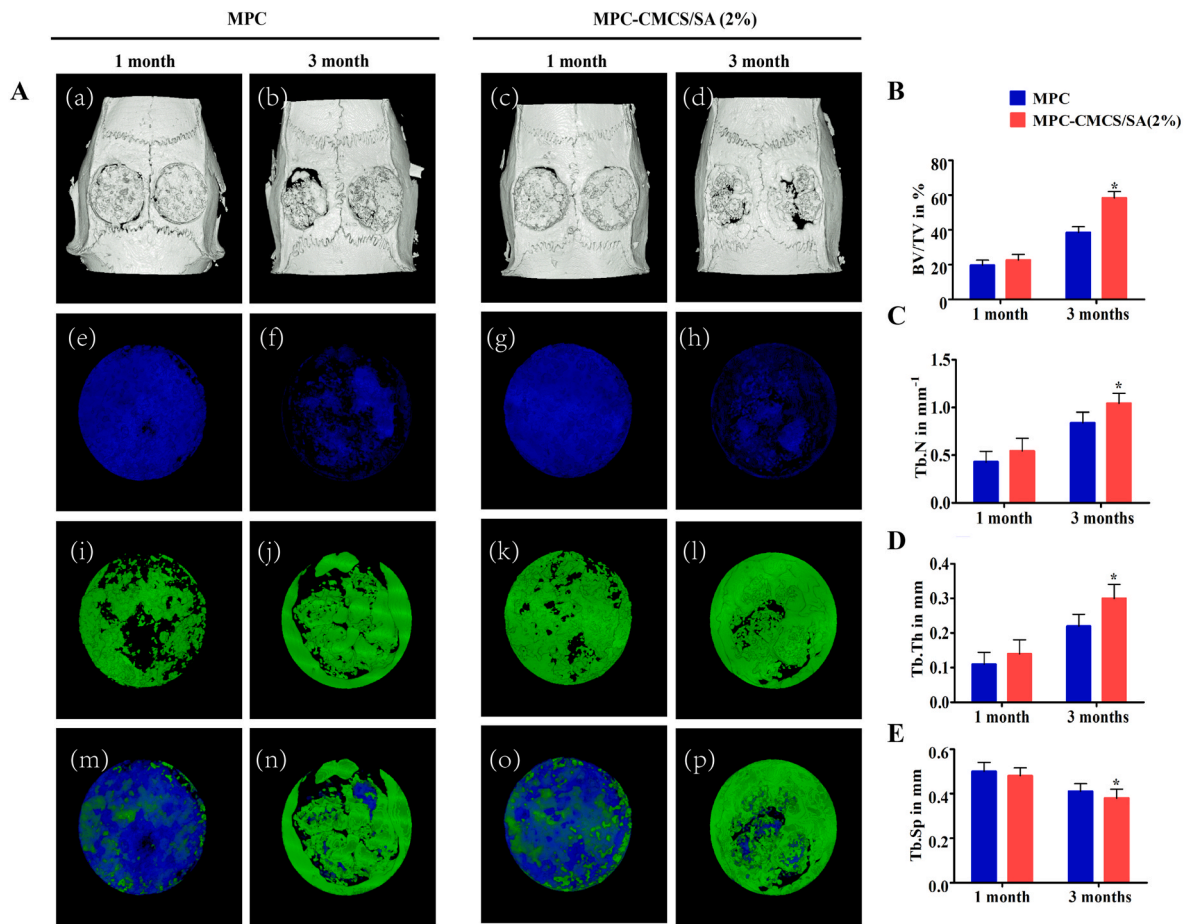 MPC
MPC-CMCS/SA (2%)
1 month
3 month
1 month
3 month
A
(a)
(b)
(c)
(d)
(e)
(f)
(g)
(h)
(i)
(j)
(k)
(l)
(m)
(n)
(o)
(p)
B
MPC
MPC-CMCS/SA(2%)
BV/TV in %
80
60
40
20
0
*
1 month
3 months
C
Tb.N in mm⁻¹
1.5
1.0
0.5
0.0
*
1 month
3 months
D
Tb.Th in mm
0.4
0.3
0.2
0.1
0.0
*
1 month
3 months
E
Tb.Sp in mm
0.6
0.4
0.2
0.0
*
1 month
3 months